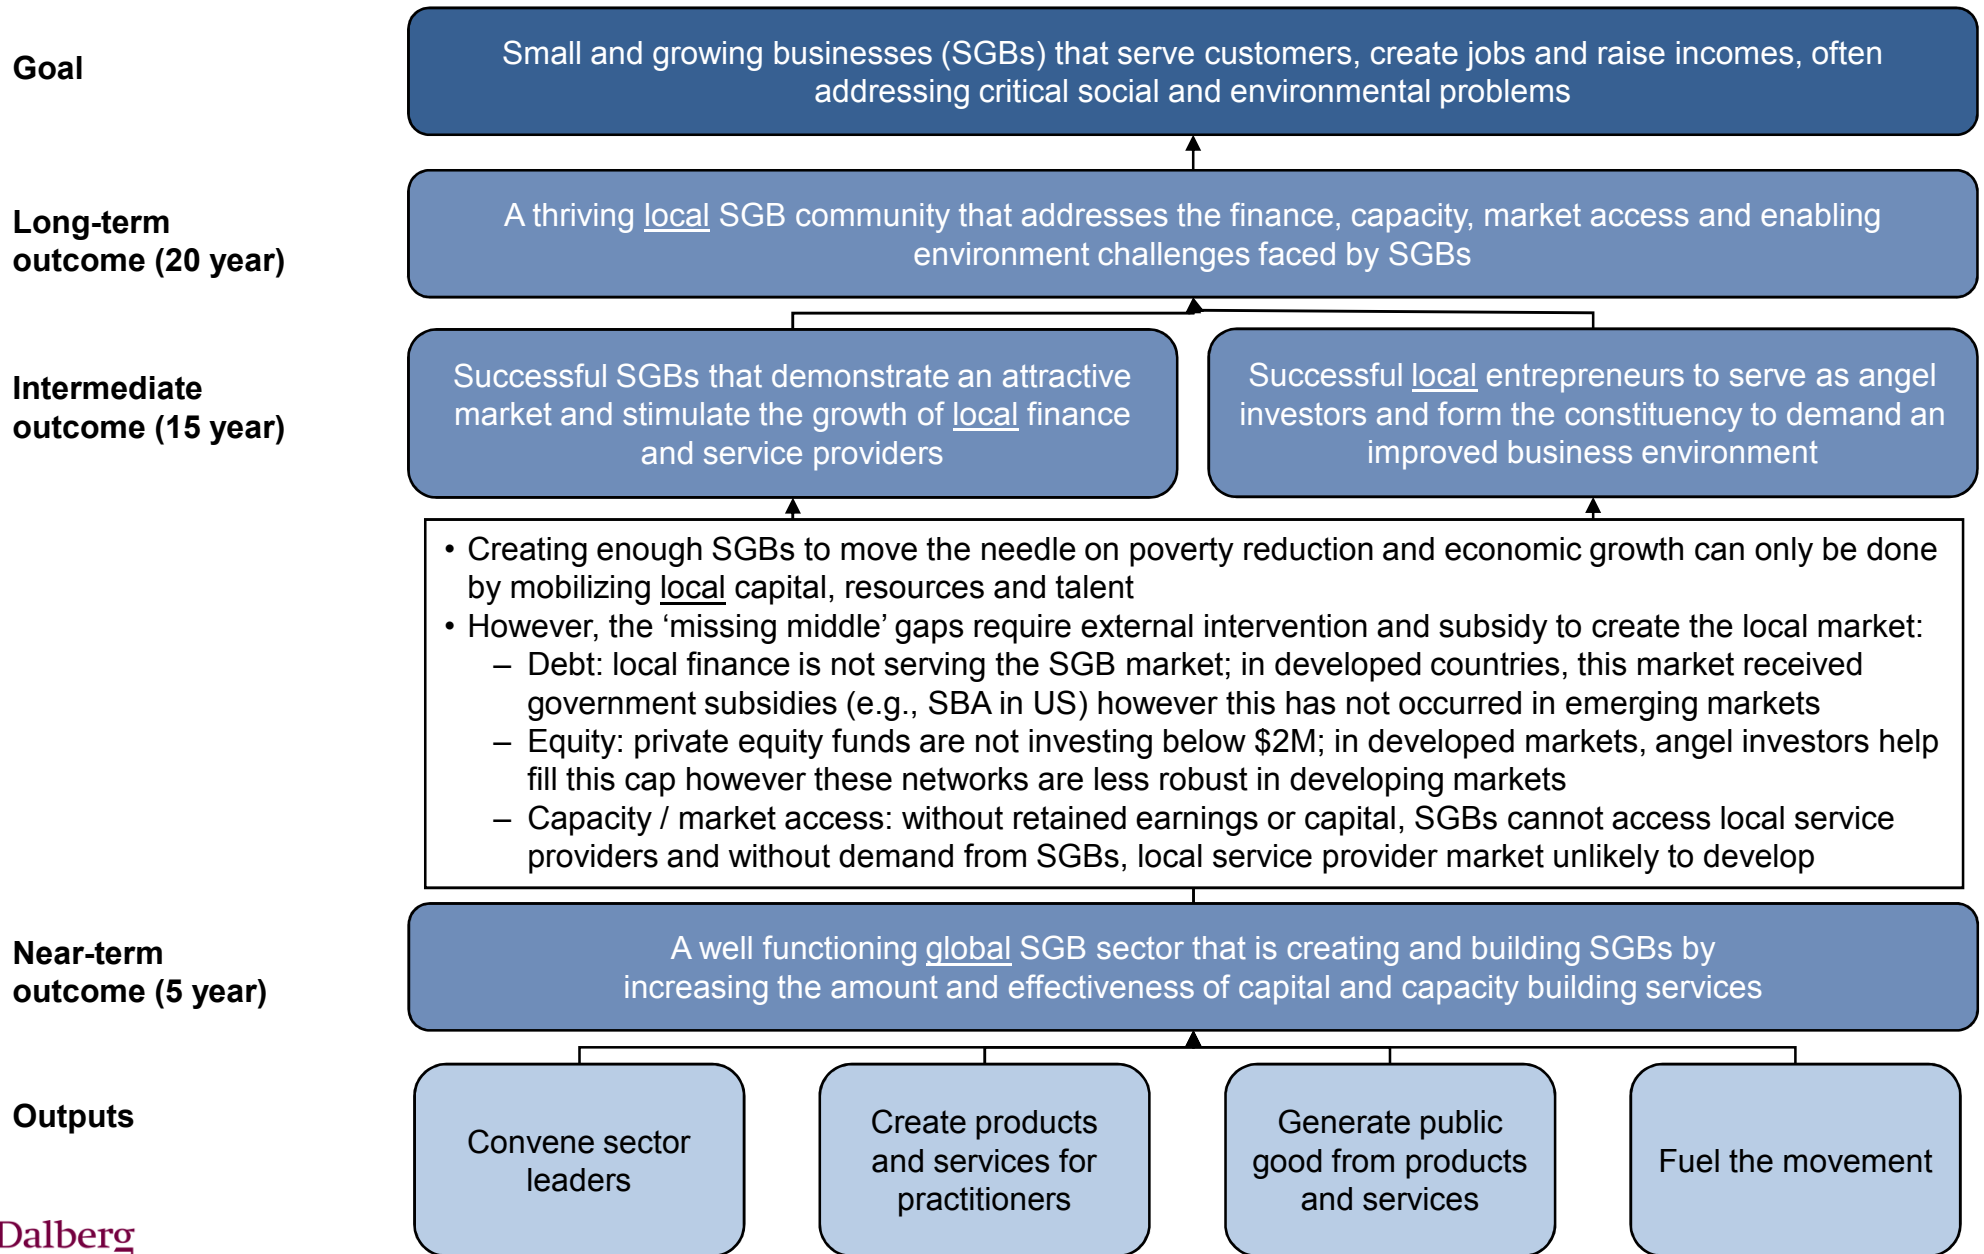 Goal
Small and growing businesses (SGBs) that serve customers, create jobs and raise incomes, often
addressing critical social and environmental problems
Long-term
outcome (20 year)
A thriving local SGB community that addresses the finance, capacity, market access and enabling
environment challenges faced by SGBs
Intermediate
outcome (15 year)
Successful SGBs that demonstrate an attractive
market and stimulate the growth of local finance
and service providers
Successful local entrepreneurs to serve as angel
investors and form the constituency to demand an
improved business environment
• Creating enough SGBs to move the needle on poverty reduction and economic growth can only be done
by mobilizing local capital, resources and talent
• However, the ‘missing middle’ gaps require external intervention and subsidy to create the local market:
– Debt: local finance is not serving the SGB market; in developed countries, this market received
government subsidies (e.g., SBA in US) however this has not occurred in emerging markets
– Equity: private equity funds are not investing below $2M; in developed markets, angel investors help
fill this cap however these networks are less robust in developing markets
– Capacity / market access: without retained earnings or capital, SGBs cannot access local service
providers and without demand from SGBs, local service provider market unlikely to develop
Near-term
outcome (5 year)
A well functioning global SGB sector that is creating and building SGBs by
increasing the amount and effectiveness of capital and capacity building services
Outputs
Convene sector
leaders
Create products
and services for
practitioners
Generate public
good from products
and services
Fuel the movement
Dalberg